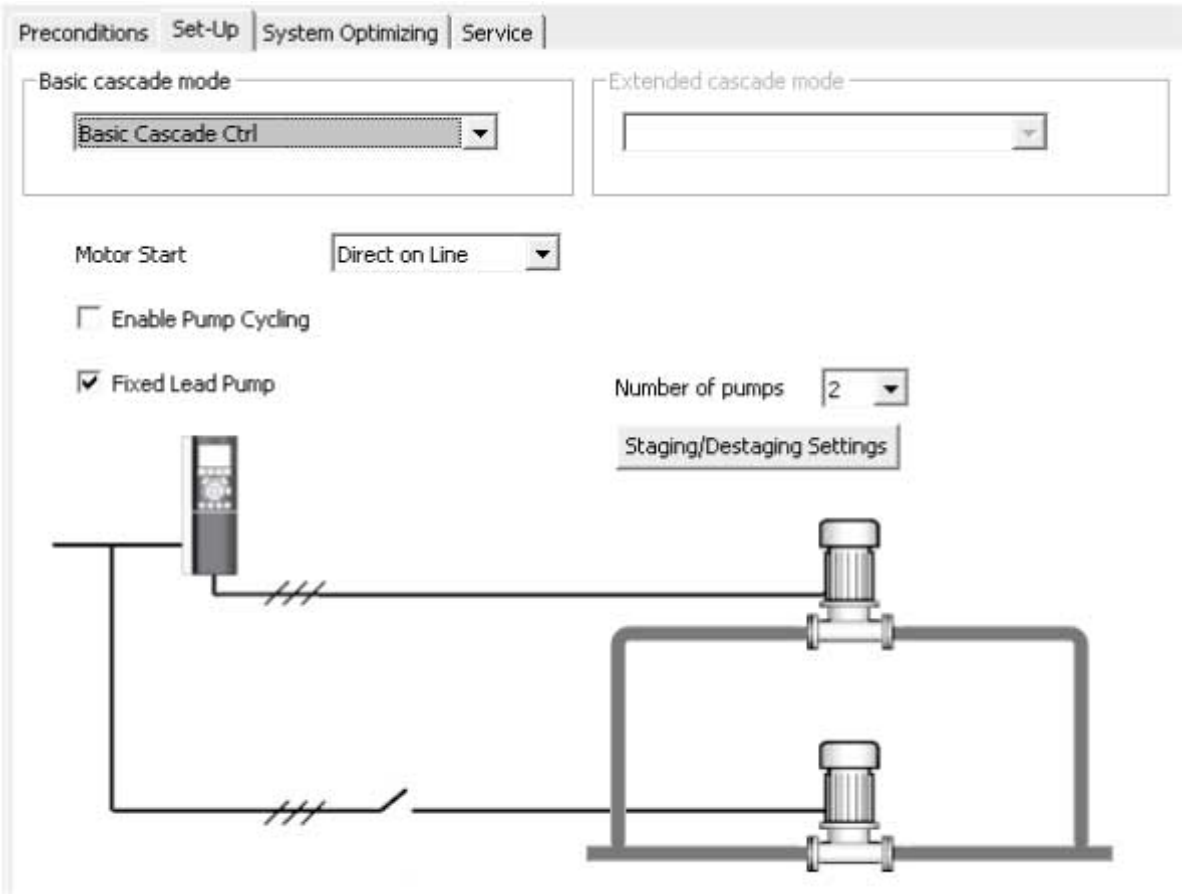 Preconditions Set-Up System Optimizing Service
Basic cascade mode
Extended cascade mode
Basic Cascade Ctrl
Motor Start Direct on Line
Enable Pump Cycling
Fixed Lead Pump
Number of pumps 2
Staging/Destaging Settings